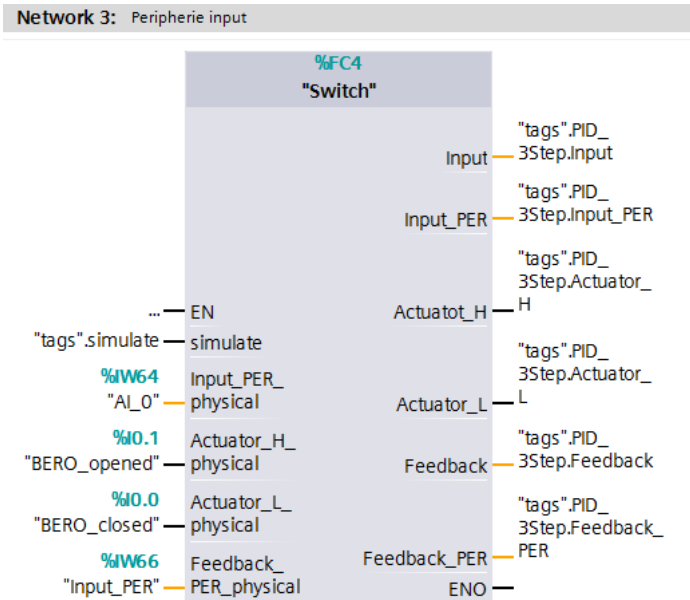 Network 3: Peripherie input
%FC4
"Switch"
"tags".PID_
3Step.Input
Input
"tags".PID_
3Step.Input_PER
Input_PER
"tags".PID_
3Step.Actuator_
H
... EN
Actuatot_H
"tags".simulate
simulate
"tags".PID_
3Step.Actuator_
L
%IW64
"AI_0"
Input_PER_
physical
Actuator_L
%I0.1
"BERO_opened"
Actuator_H_
physical
"tags".PID_
3Step.Feedback
Feedback
%I0.0
"BERO_closed"
Actuator_L_
physical
"tags".PID_
3Step.Feedback_
PER
Feedback_PER
%IW66
"Input_PER"
Feedback_
PER_physical
ENO